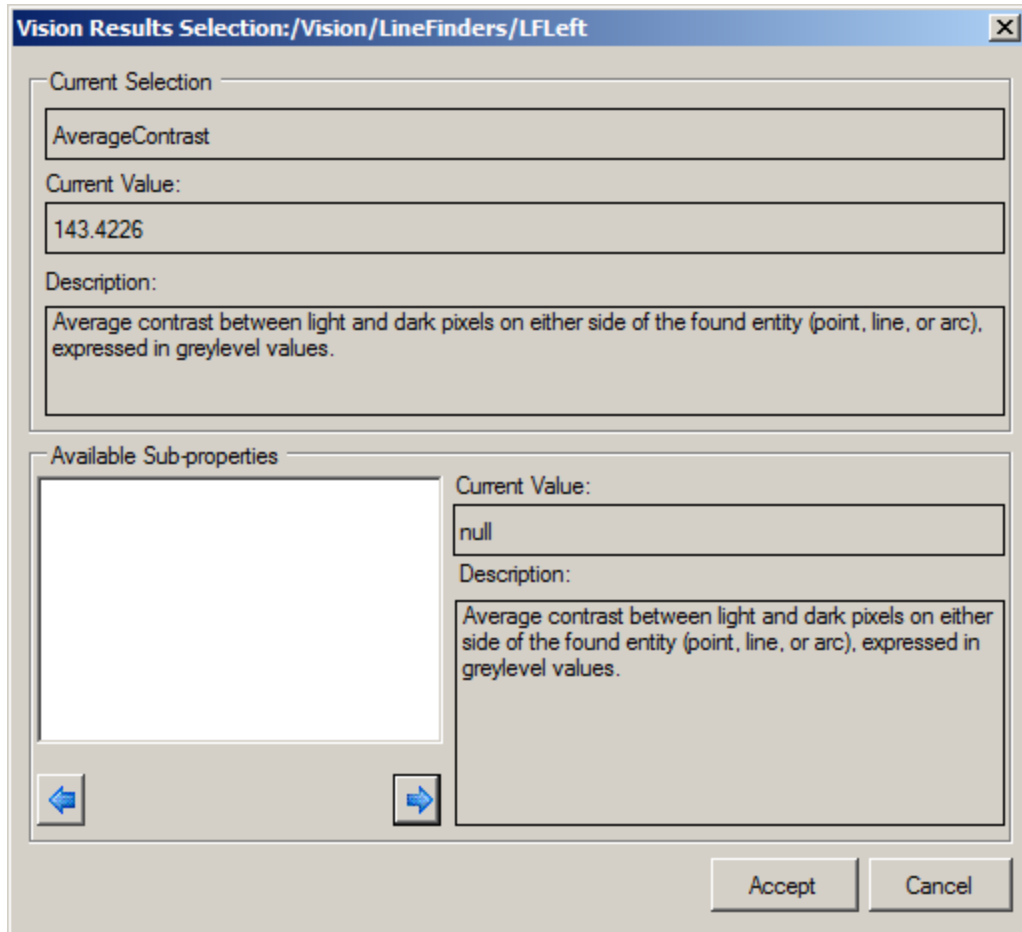 Vision Results Selection:/Vision/LineFinders/LFLeft
Current Selection
AverageContrast
Current Value:
143.4226
Description:
Average contrast between light and dark pixels on either side of the found entity (point, line, or arc),
expressed in greylevel values.
Available Sub-properties
Current Value:
null
Description:
Average contrast between light and dark pixels on either
side of the found entity (point, line, or arc), expressed in
greylevel values.
Accept
Cancel